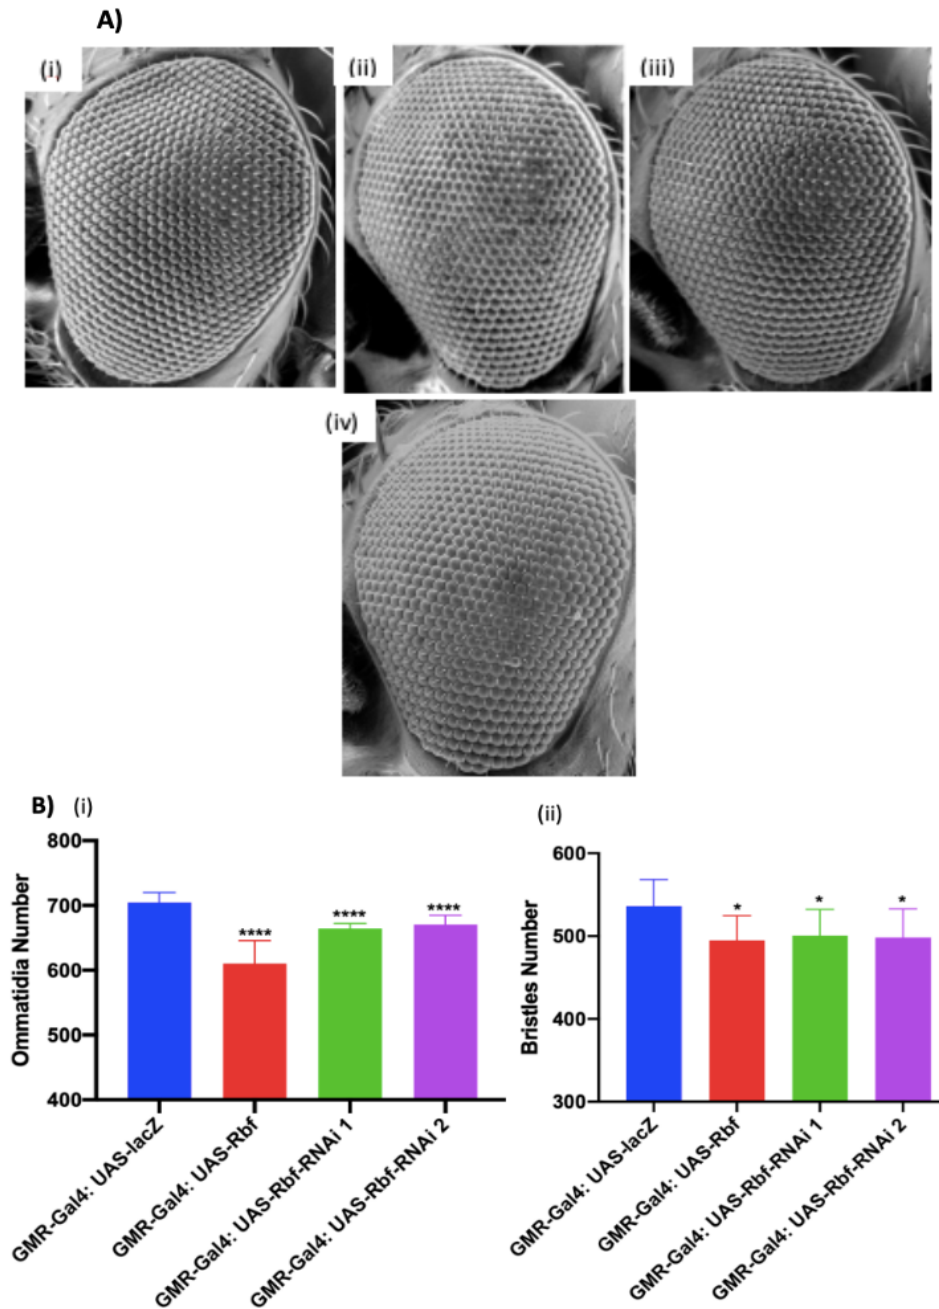 A)
(i)
(ii)
(iii)
(iv)
B) (i)
800
700
600
500
400
Ommatidia Number
****
****
****
GMR-Gal4: UAS-lacZ
GMR-Gal4: UAS-Rbf
GMR-Gal4: UAS-Rbf-RNAi 1
GMR-Gal4: UAS-Rbf-RNAi 2
(ii)
600
500
400
300
Bristles Number
*
*
*
GMR-Gal4: UAS-lacZ
GMR-Gal4: UAS-Rbf
GMR-Gal4: UAS-Rbf-RNAi 1
GMR-Gal4: UAS-Rbf-RNAi 2